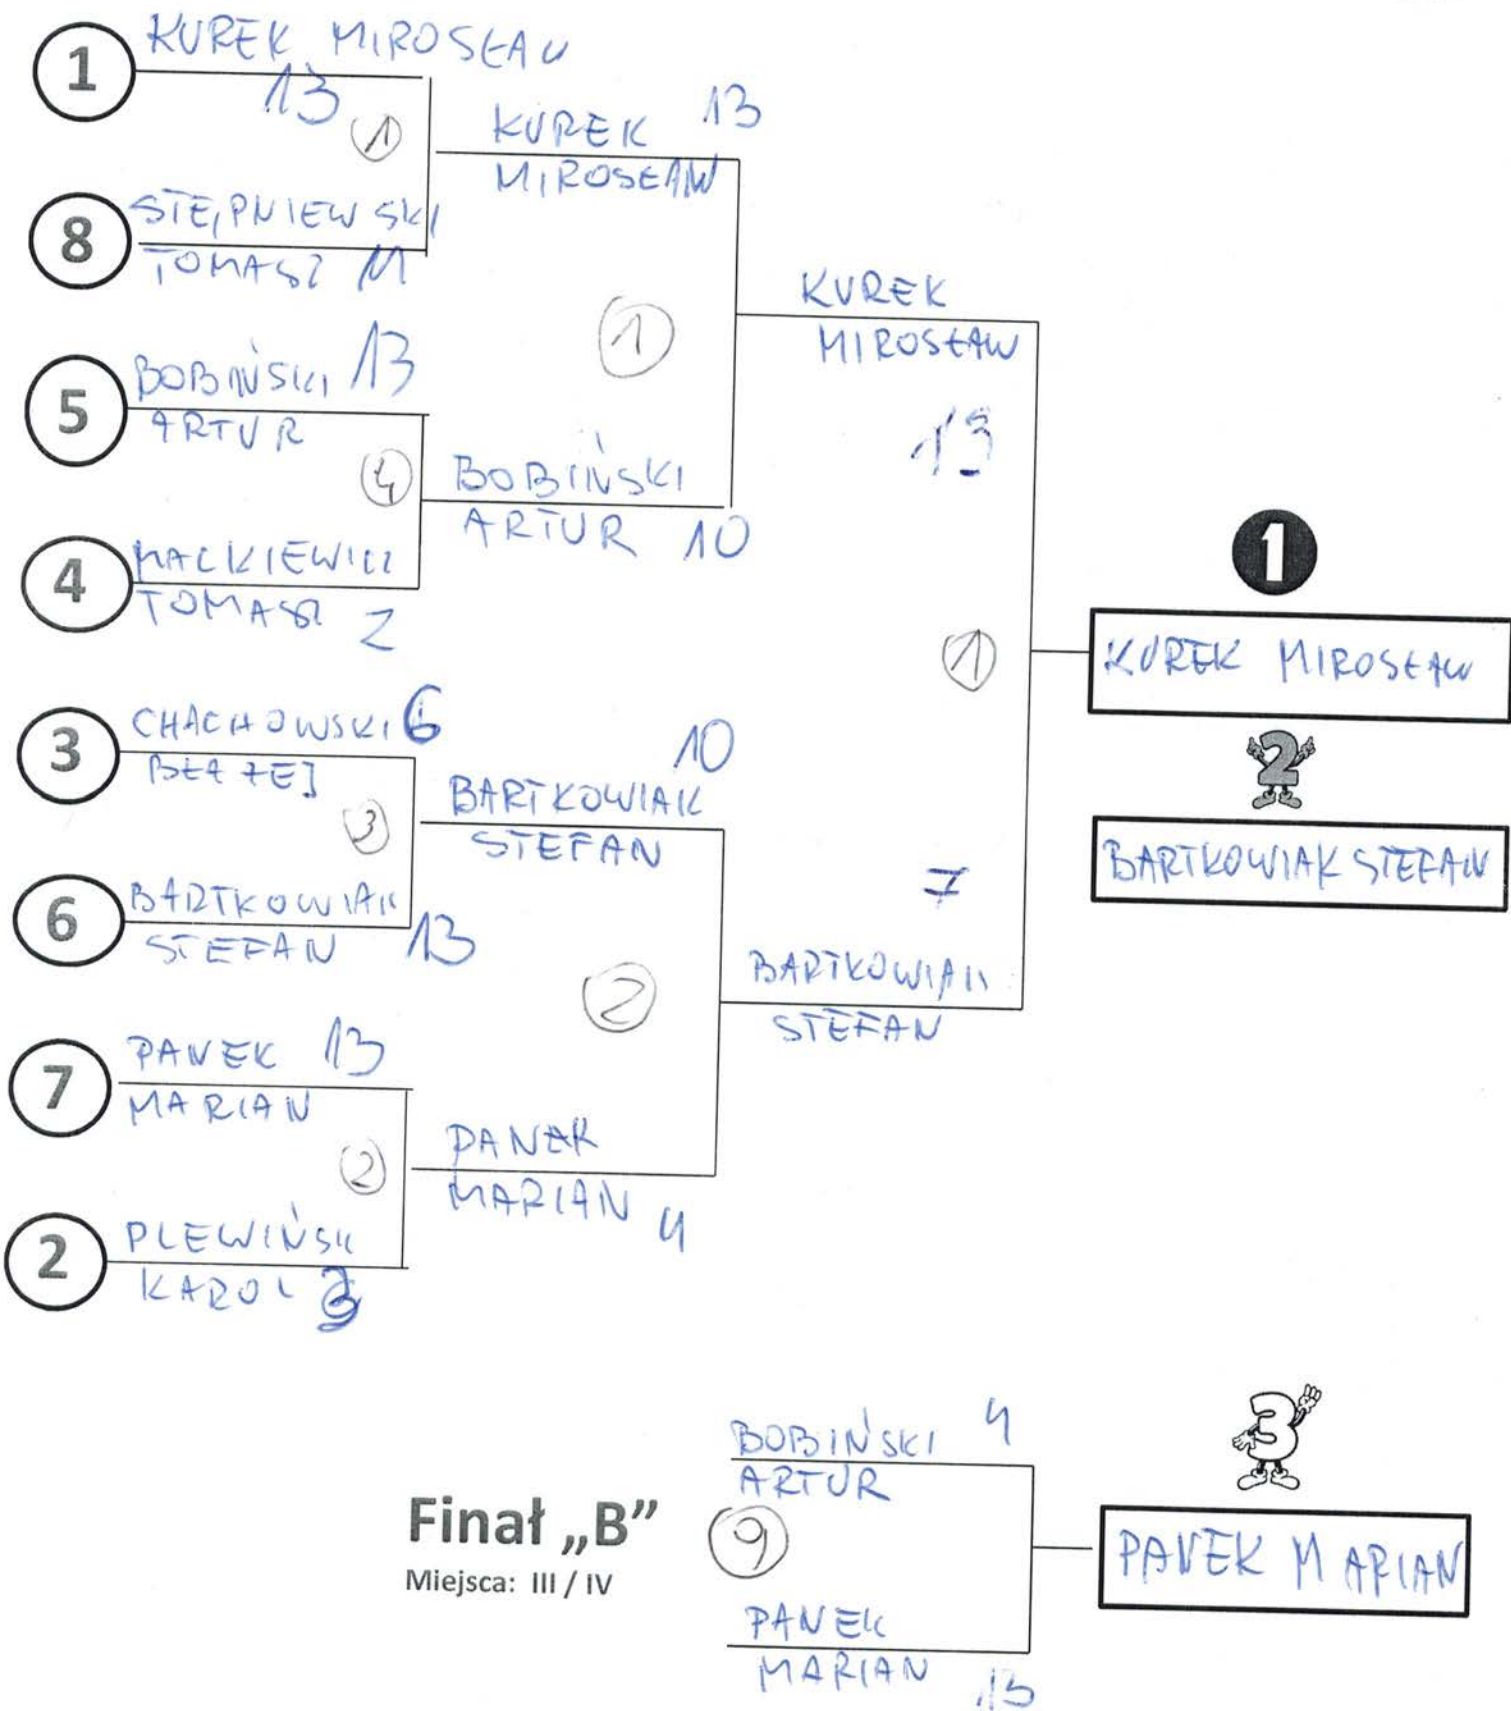 1 KUREK MIROSŁAW
13
1
KUREK 13
MIROSŁAW
8 STĘPNIEWSKI
TOMASZ 11
1
KUREK
MIROSŁAW
13
5 BOBIŃSKI 13
ARTUR
4
BOBIŃSKI
ARTUR 10
4 MACKIEWICZ
TOMASZ 2
1
1
KUREK MIROSŁAW
2
BARTKOWIAK STEFAN
3 CHACHOWSKI 6
BŁAŻEJ
3
10
BARTKOWIAK
STEFAN
6 BARTKOWIAK
STEFAN 13
2
7
BARTKOWIAK
STEFAN
7 PANEK 13
MARIAN
2
PANEK
MARIAN 4
2 PLEWIŃSKI
KAROL
Finał „B”
Miejsca: III / IV
BOBIŃSKI 4
ARTUR
9
PANEK
MARIAN 13
3
PANEK MARIAN